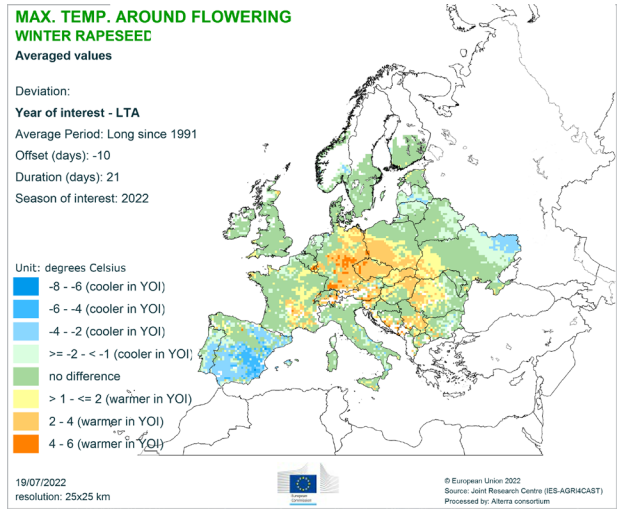 MAX. TEMP. AROUND FLOWERING
WINTER RAPESEED
Averaged values
Deviation:
Year of interest - LTA
Average Period: Long since 1991
Offset (days): -10
Duration (days): 21
Season of interest: 2022
Unit: degrees Celsius
-8 - -6 (cooler in YOI)
-6 - -4 (cooler in YOI)
-4 - -2 (cooler in YOI)
>= -2 - < -1 (cooler in YOI)
no difference
> 1 - <= 2 (warmer in YOI)
2 - 4 (warmer in YOI)
4 - 6 (warmer in YOI)
19/07/2022
resolution: 25x25 km
European
Commission
© European Union 2022
Source: Joint Research Centre (IES-AGRI4CAST)
Processed by: Alterra consortium